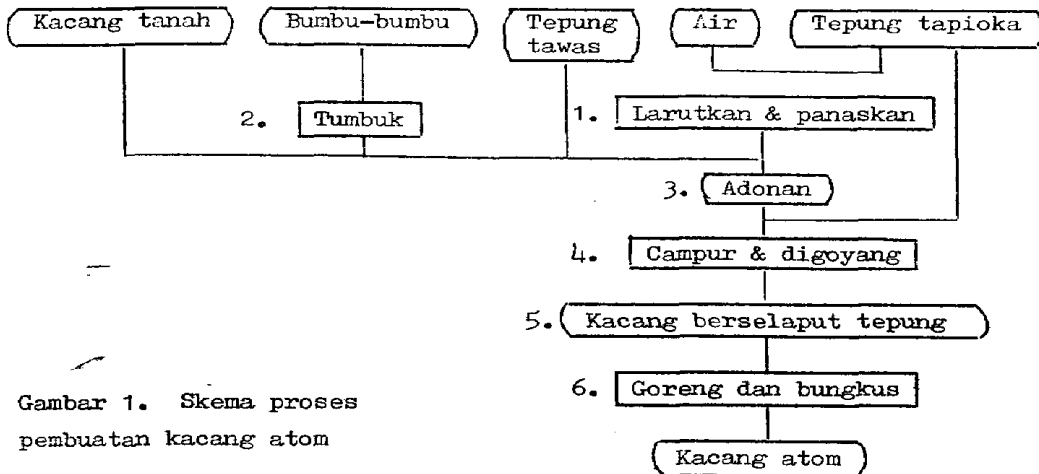 Kacang tanah
Bumbu-bumbu
Tepung
tawas
Air
Tepung tapioka
2. Tumbuk
1. Larutkan & panaskan
3. Adonan
4. Campur & digoyang
5. Kacang berselaput tepung
6. Goreng dan bungkus
Gambar 1. Skema proses
pembuatan kacang atom
Kacang atom